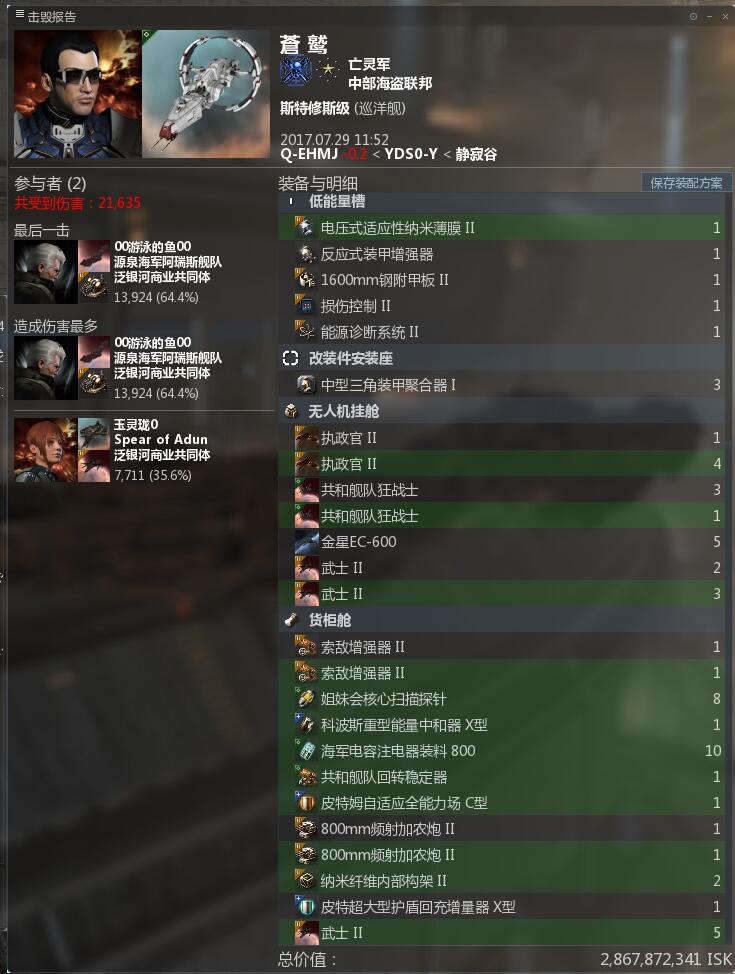 击毁报告
蒼 鹫
亡灵军
中部海盗联邦
斯特修斯级 (巡洋舰)
2017.07.29 11:52
Q-EHMJ -0.2 < YDS0-Y < 静寂谷
参与者 (2)
共受到伤害：21,635
最后一击
00游泳的鱼00
源泉海军阿瑞斯舰队
泛银河商业共同体
13,924 (64.4%)
造成伤害最多
00游泳的鱼00
源泉海军阿瑞斯舰队
泛银河商业共同体
13,924 (64.4%)
玉灵珑0
Spear of Adun
泛银河商业共同体
7,711 (35.6%)
装备与明细
保存装配方案
低能量槽
电压式适应性纳米薄膜 II 1
反应式装甲增强器 1
1600mm钢附甲板 II 1
损伤控制 II 1
能源诊断系统 II 1
改装件安装座
中型三角装甲聚合器 I 3
无人机挂舱
执政官 II 1
执政官 II 4
共和舰队狂战士 3
共和舰队狂战士 1
金星EC-600 5
武士 II 2
武士 II 3
货柜舱
索敌增强器 II 1
索敌增强器 II 1
姐妹会核心扫描探针 8
科波斯重型能量中和器 X型 1
海军电容注电器装料 800 10
共和舰队回转稳定器 1
皮特姆自适应全能力场 C型 1
800mm频射加农炮 II 1
800mm频射加农炮 II 1
纳米纤维内部构架 II 2
皮特超大型护盾回充增量器 X型 1
武士 II 5
总价值： 2,867,872,341 ISK